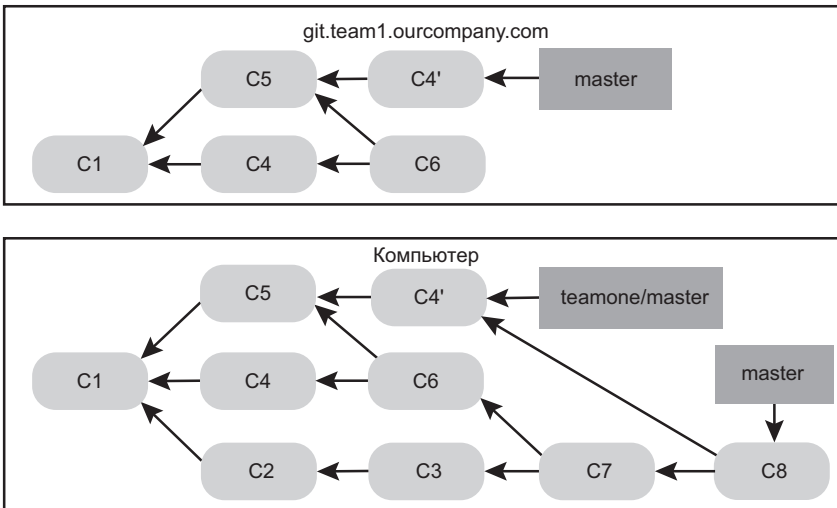 git.team1.ourcompany.com
C5
C4'
master
C1
C4
C6
Компьютер
C5
C4'
teamone/master
C1
C4
C6
master
C2
C3
C7
C8